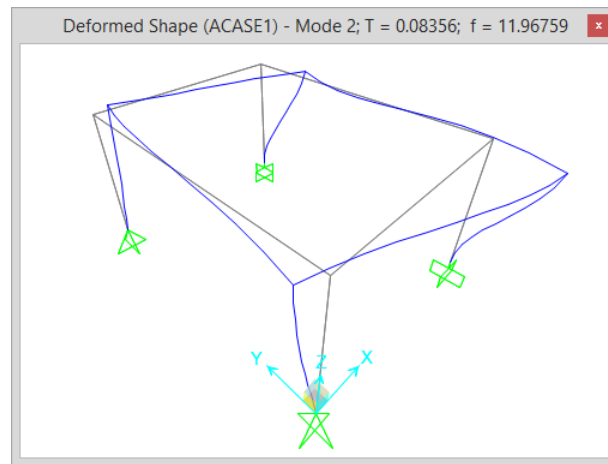 Deformed Shape (ACASE1) - Mode 2; T = 0.08356;  f = 11.96759
x
Y
Z
X